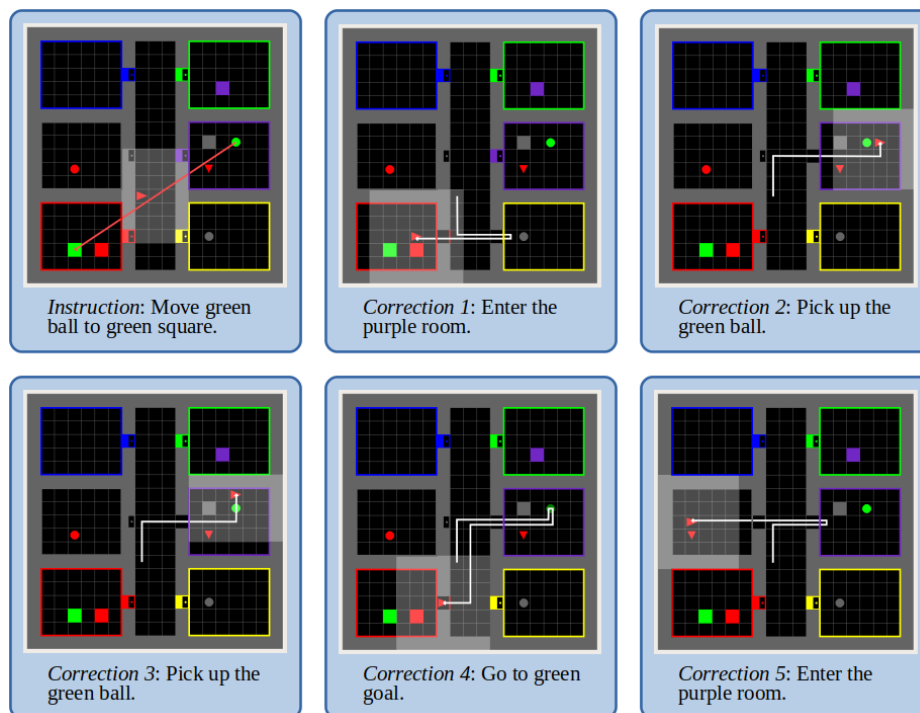 Instruction: Move green
ball to green square.
Correction 1: Enter the
purple room.
Correction 2: Pick up the
green ball.
Correction 3: Pick up the
green ball.
Correction 4: Go to green
goal.
Correction 5: Enter the
purple room.